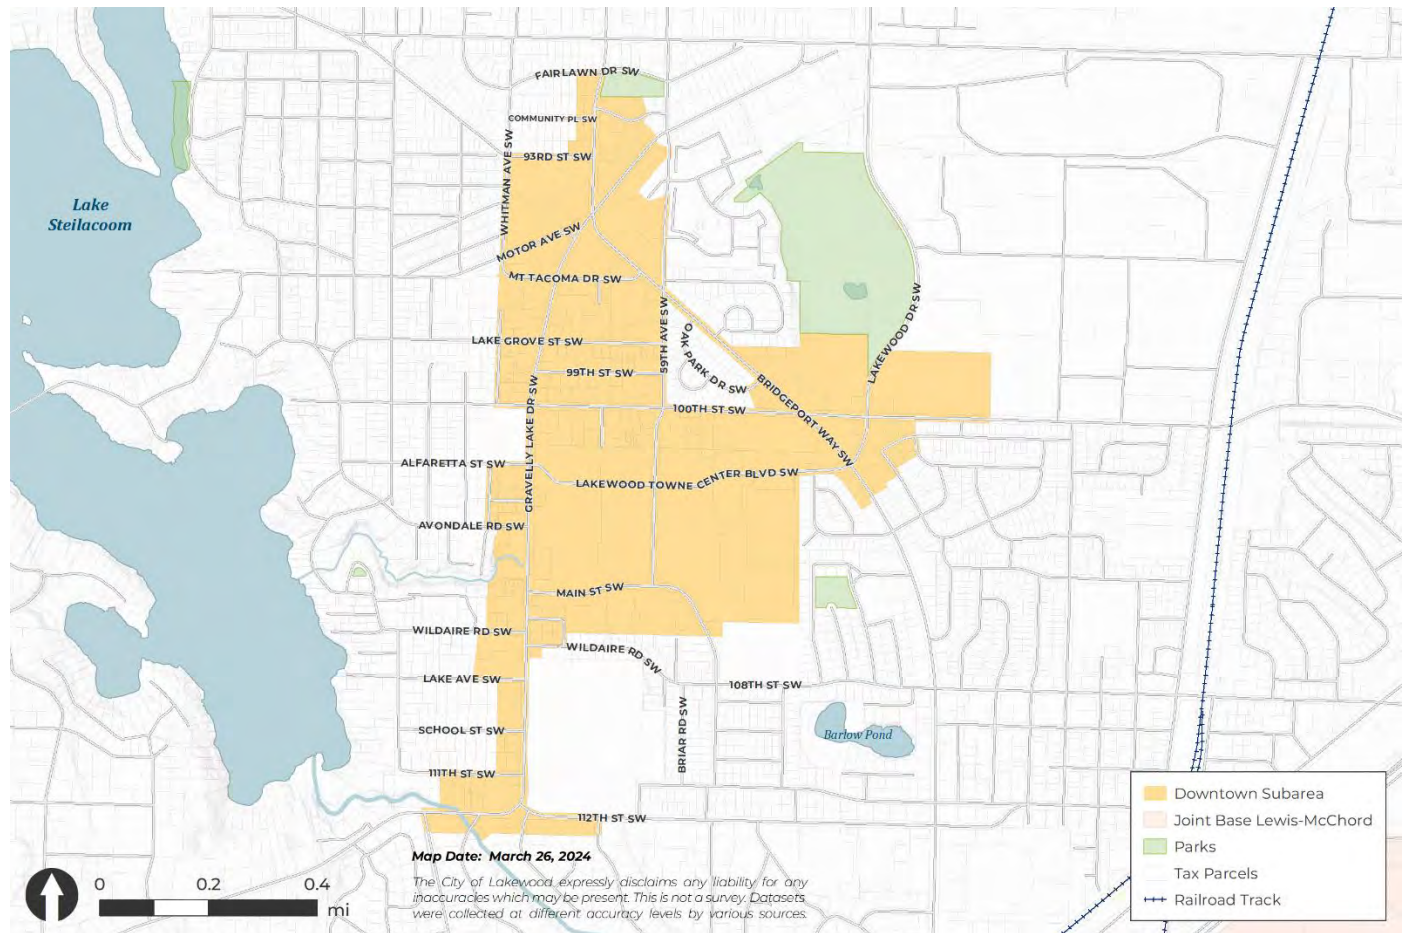 FAIRLAWN DR SW
COMMUNITY PL SW
93RD ST SW
WHITMAN AVE SW
Lake
Steilacoom
MOTOR AVE SW
MT TACOMA DR SW
LAKEWOOD DR SW
59TH AVE SW
LAKE GROVE ST SW
OAK PARK DR SW
99TH ST SW
BRIDGEPORT WAY SW
100TH ST SW
GRAVELLY LAKE DR SW
ALFARETTA ST SW
LAKEWOOD TOWNE CENTER BLVD SW
AVONDALE RD SW
MAIN ST SW
WILDAIRE RD SW
WILDAIRE RD SW
LAKE AVE SW
108TH ST SW
SCHOOL ST SW
BRIAR RD SW
Barlow Pond
111TH ST SW
112TH ST SW
Downtown Subarea
Joint Base Lewis-McChord
Parks
Tax Parcels
Railroad Track
Map Date: March 26, 2024
The City of Lakewood expressly disclaims any liability for any
inaccuracies which may be present. This is not a survey. Datasets
were collected at different accuracy levels by various sources.
0 0.2 0.4
mi